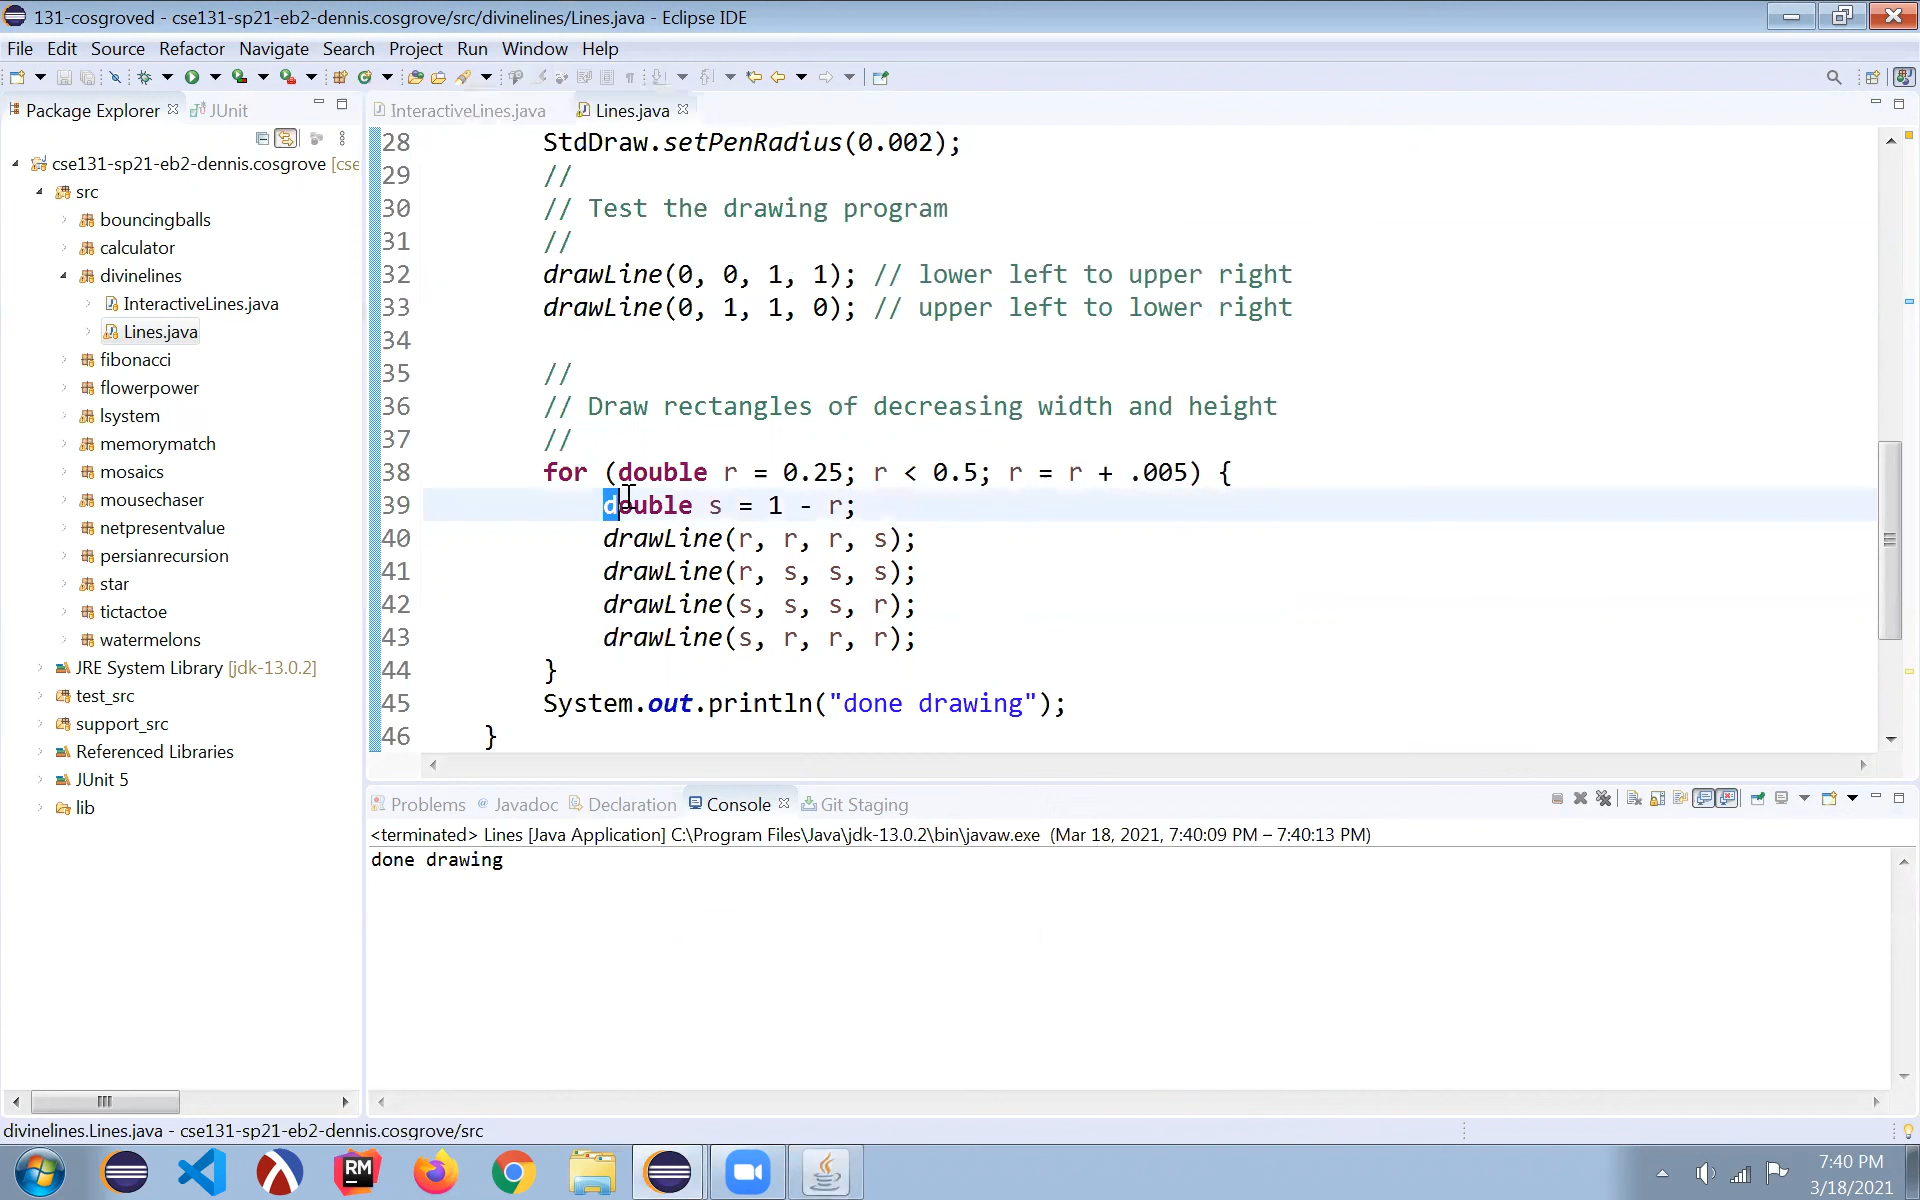 131-cosgroved - cse131-sp21-eb2-dennis.cosgrove/src/divinelines/Lines.java - Eclipse IDE
File Edit Source Refactor Navigate Search Project Run Window Help
Package Explorer JUnit
InteractiveLines.java Lines.java
cse131-sp21-eb2-dennis.cosgrove [cse
src
bouncingballs
calculator
divinelines
InteractiveLines.java
Lines.java
fibonacci
flowerpower
lsystem
memorymatch
mosaics
mousechaser
netpresentvalue
persianrecursion
star
tictactoe
watermelons
JRE System Library [jdk-13.0.2]
test_src
support_src
Referenced Libraries
JUnit 5
lib
28 StdDraw.setPenRadius(0.002);
29 //
30 // Test the drawing program
31 //
32 drawLine(0, 0, 1, 1); // lower left to upper right
33 drawLine(0, 1, 1, 0); // upper left to lower right
34
35 //
36 // Draw rectangles of decreasing width and height
37 //
38 for (double r = 0.25; r < 0.5; r = r + .005) {
39 double s = 1 - r;
40 drawLine(r, r, r, s);
41 drawLine(r, s, s, s);
42 drawLine(s, s, s, r);
43 drawLine(s, r, r, r);
44 }
45 System.out.println("done drawing");
46 }
Problems @ Javadoc Declaration Console Git Staging
<terminated> Lines [Java Application] C:\Program Files\Java\jdk-13.0.2\bin\javaw.exe (Mar 18, 2021, 7:40:09 PM – 7:40:13 PM)
done drawing
divinelines.Lines.java - cse131-sp21-eb2-dennis.cosgrove/src
RM
7:40 PM
3/18/2021